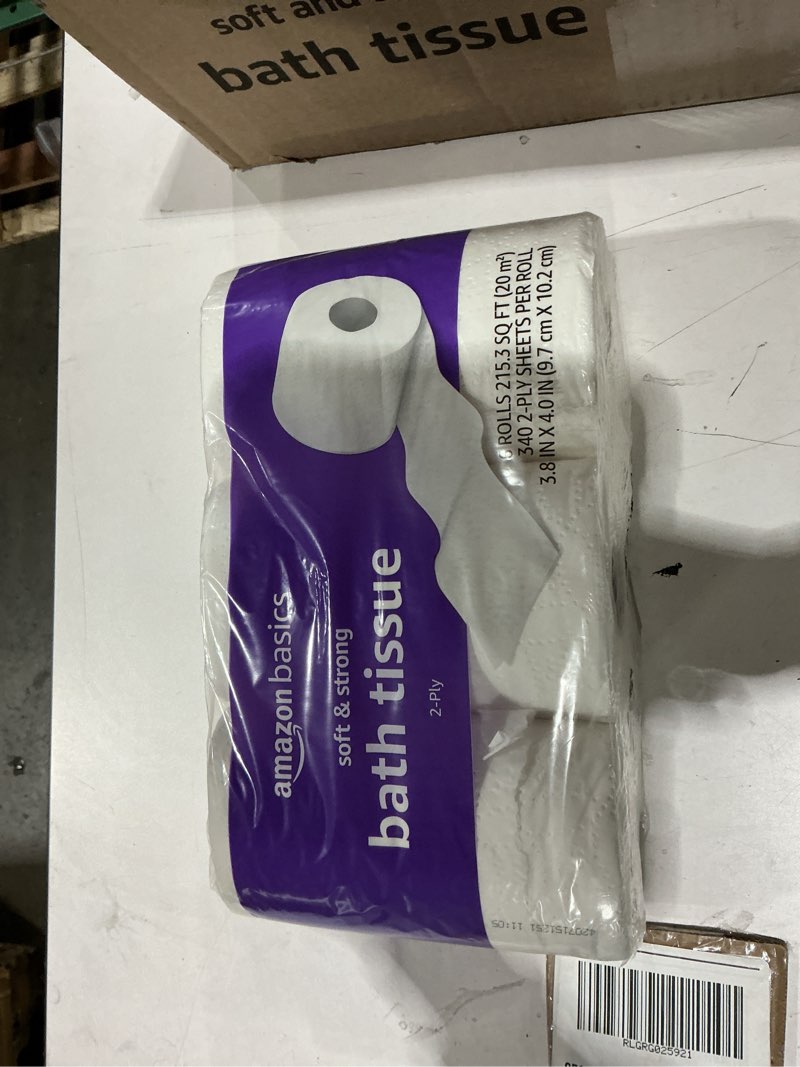 soft and
bath tissue
amazon basics
soft & strong
bath tissue
2-Ply
6 ROLLS 215.3 SQ FT (20 m²)
340 2-PLY SHEETS PER ROLL
3.8 IN X 4.0 IN (9.7 cm X 10.2 cm)
RLGRG025921